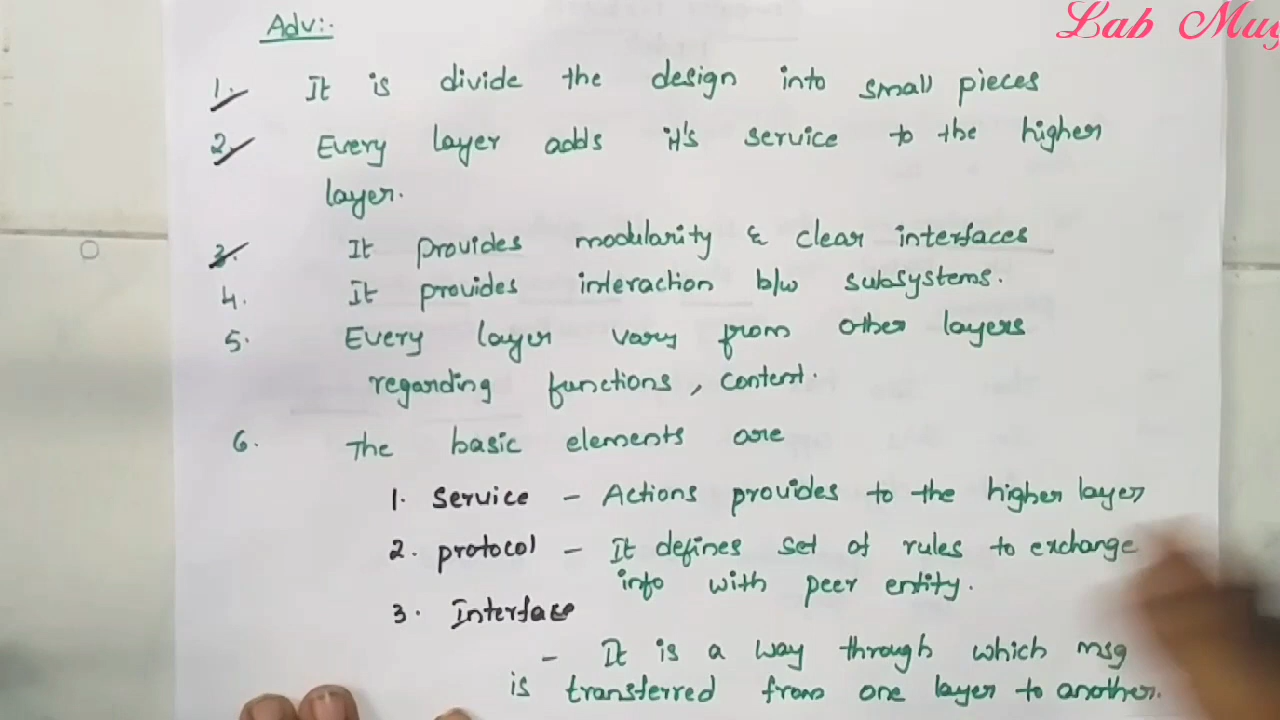 Lab Mug
Adv:-
1. It is divide the design into small pieces
2. Every layer adds it's service to the higher
layer.
3. It provides modularity & clear interfaces
4. It provides interaction b/w subsystems.
5. Every layer vary from other layers
regarding functions, content.
6. The basic elements are
1. Service - Actions provides to the higher layer
2. protocol - It defines set of rules to exchange
info with peer entity.
3. Interface
- It is a way through which msg
is transferred from one layer to another.